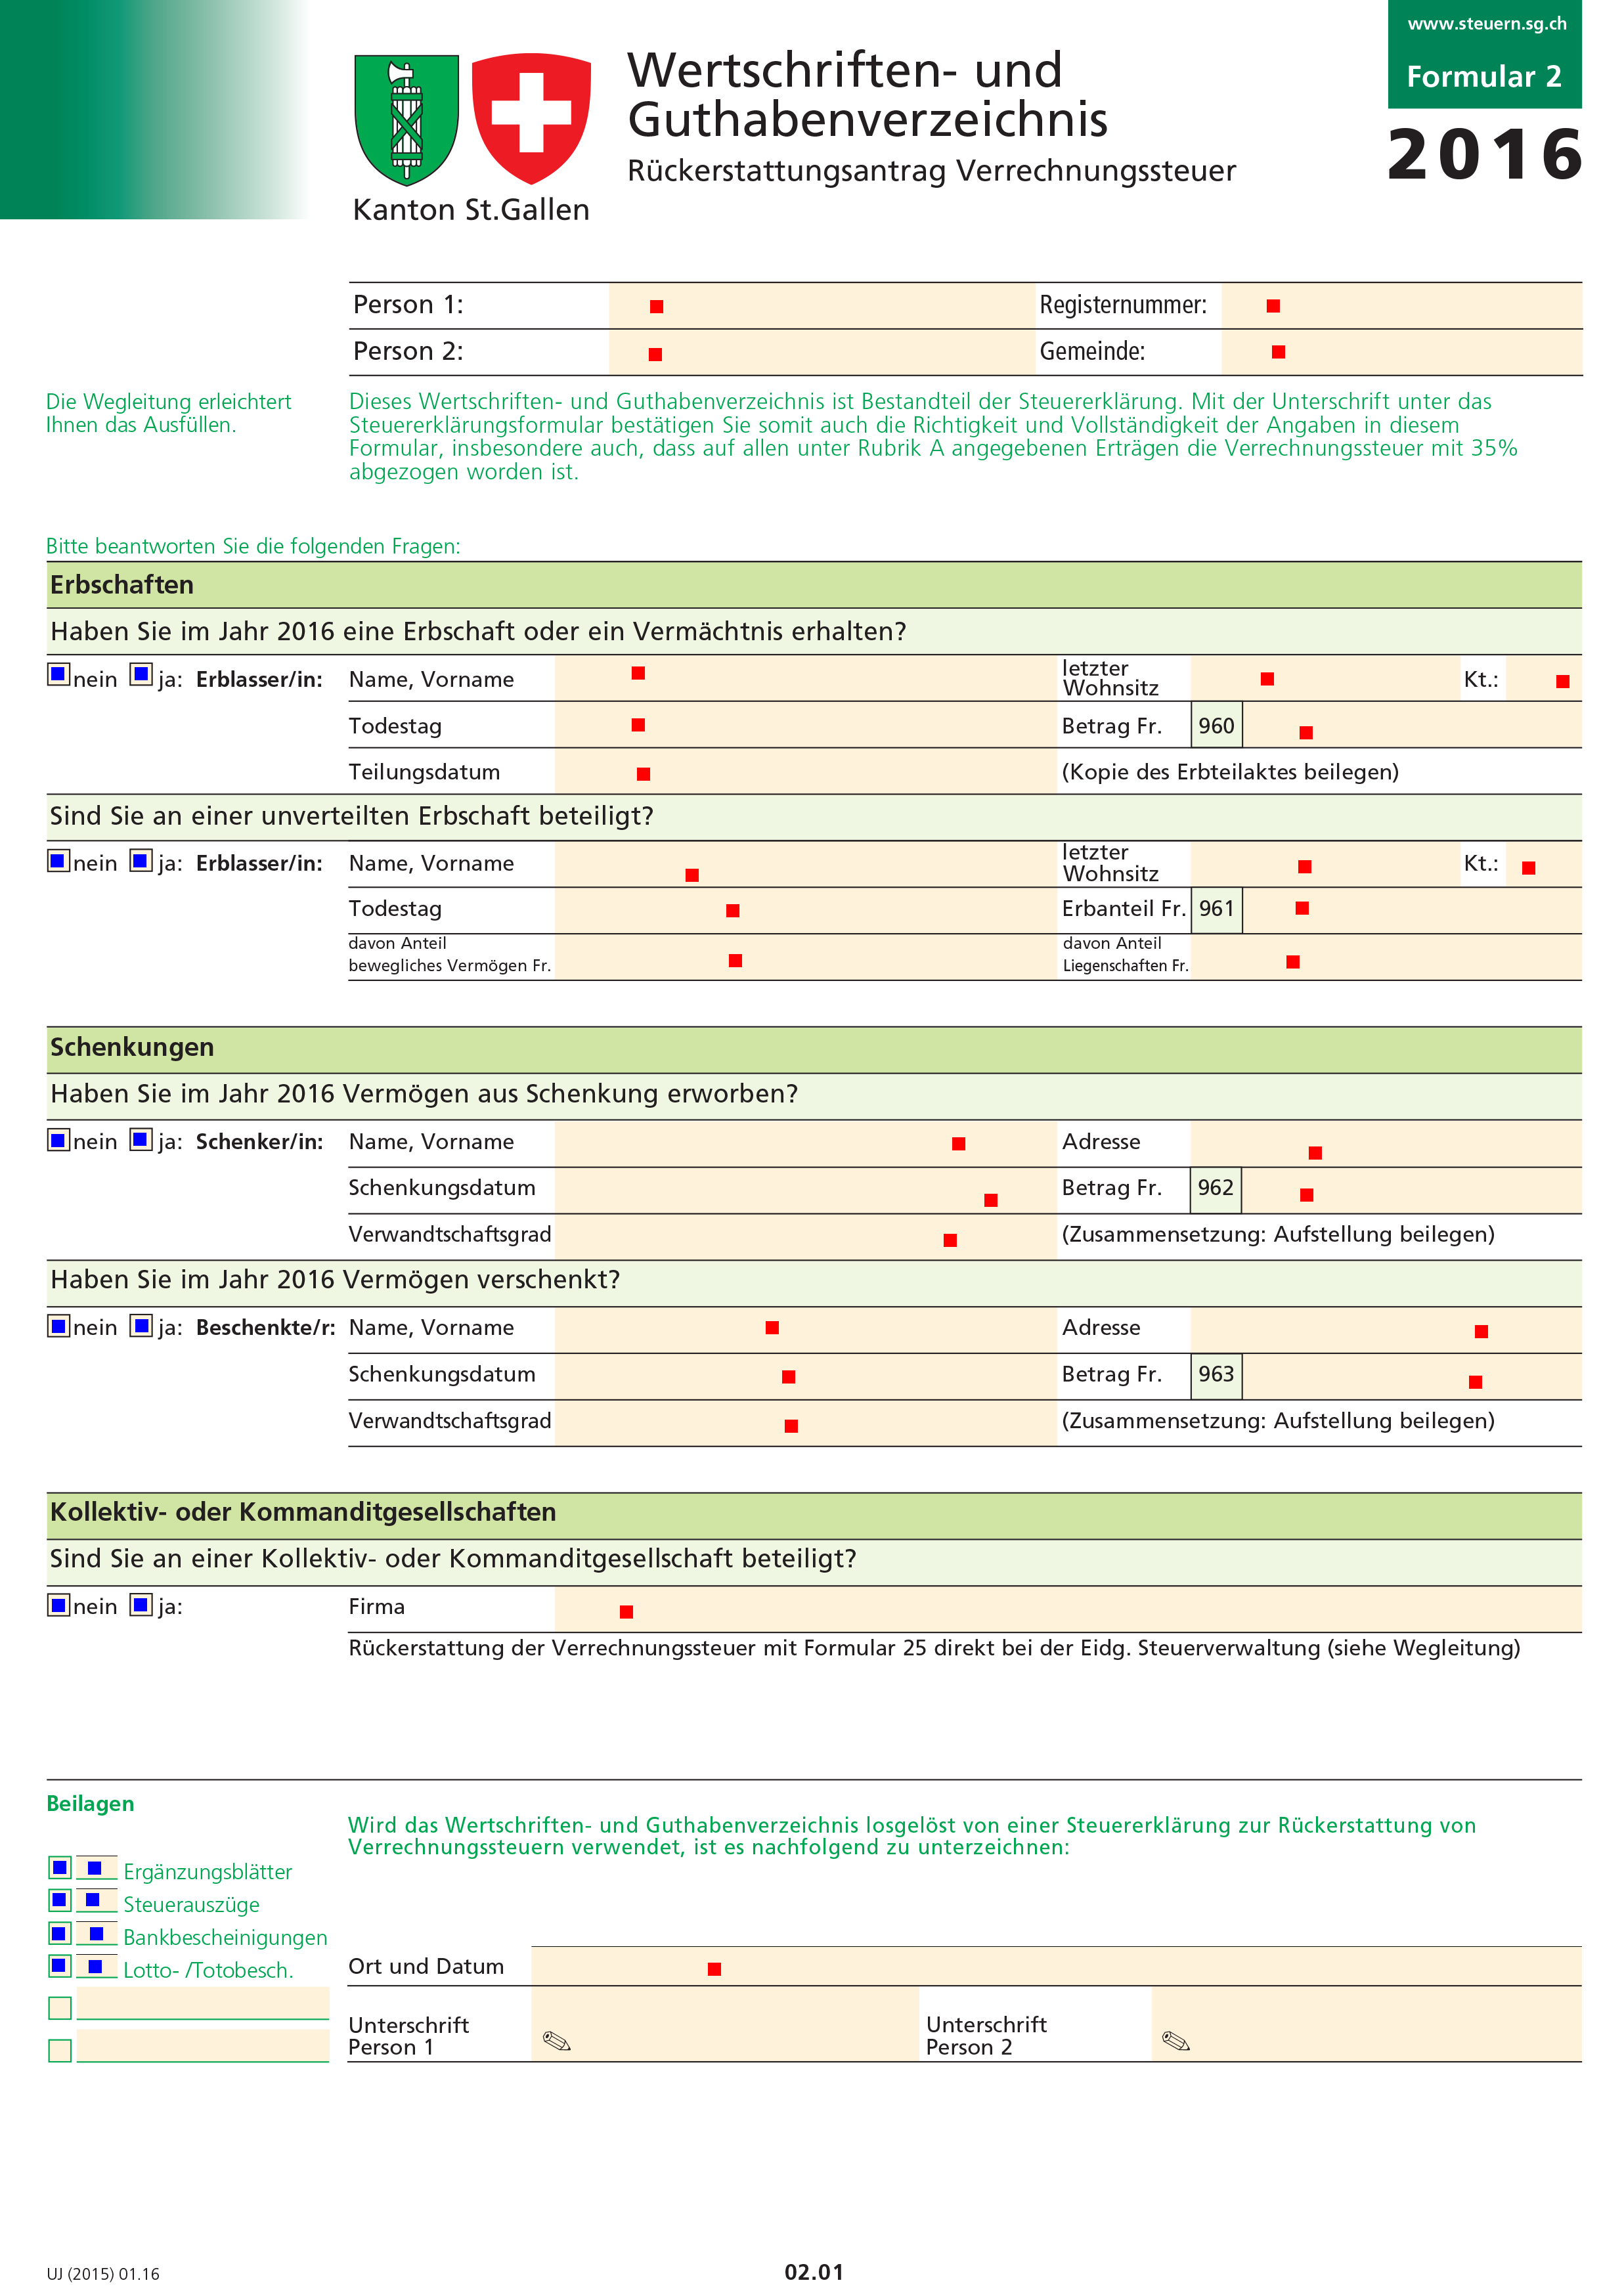 www.steuern.sg.ch
Formular 2
2016
Wertschriften- und
Guthabenverzeichnis
Rückerstattungsantrag Verrechnungssteuer
Kanton St.Gallen
Person 1: Registernummer:
Person 2: Gemeinde:
Die Wegleitung erleichtert
Ihnen das Ausfüllen.
Dieses Wertschriften- und Guthabenverzeichnis ist Bestandteil der Steuererklärung. Mit der Unterschrift unter das
Steuererklärungsformular bestätigen Sie somit auch die Richtigkeit und Vollständigkeit der Angaben in diesem
Formular, insbesondere auch, dass auf allen unter Rubrik A angegebenen Erträgen die Verrechnungssteuer mit 35%
abgezogen worden ist.
Bitte beantworten Sie die folgenden Fragen:
Erbschaften
Haben Sie im Jahr 2016 eine Erbschaft oder ein Vermächtnis erhalten?
nein ja: Erblasser/in: Name, Vorname letzter Wohnsitz Kt.:
Todestag Betrag Fr. 960
Teilungsdatum (Kopie des Erbteilaktes beilegen)
Sind Sie an einer unverteilten Erbschaft beteiligt?
nein ja: Erblasser/in: Name, Vorname letzter Wohnsitz Kt.:
Todestag Erbanteil Fr. 961
davon Anteil davon Anteil
bewegliches Vermögen Fr. Liegenschaften Fr.
Schenkungen
Haben Sie im Jahr 2016 Vermögen aus Schenkung erworben?
nein ja: Schenker/in: Name, Vorname Adresse
Schenkungsdatum Betrag Fr. 962
Verwandtschaftsgrad (Zusammensetzung: Aufstellung beilegen)
Haben Sie im Jahr 2016 Vermögen verschenkt?
nein ja: Beschenkte/r: Name, Vorname Adresse
Schenkungsdatum Betrag Fr. 963
Verwandtschaftsgrad (Zusammensetzung: Aufstellung beilegen)
Kollektiv- oder Kommanditgesellschaften
Sind Sie an einer Kollektiv- oder Kommanditgesellschaft beteiligt?
nein ja: Firma
Rückerstattung der Verrechnungssteuer mit Formular 25 direkt bei der Eidg. Steuerverwaltung (siehe Wegleitung)
Beilagen
Ergänzungsblätter
Steuerauszüge
Bankbescheinigungen
Lotto- /Totobesch.
Wird das Wertschriften- und Guthabenverzeichnis losgelöst von einer Steuererklärung zur Rückerstattung von
Verrechnungssteuern verwendet, ist es nachfolgend zu unterzeichnen:
Ort und Datum
Unterschrift Unterschrift
Person 1 Person 2
UJ (2015) 01.16 02.01